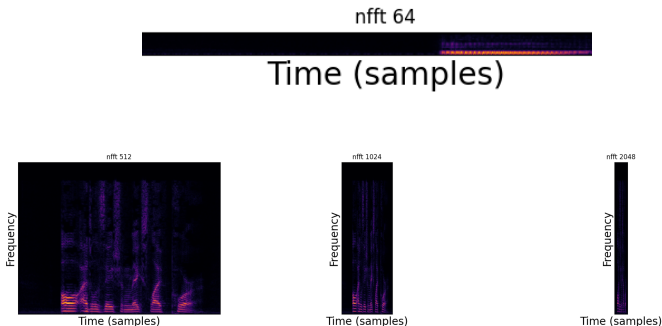 nfft 64
Time (samples)
nfft 512
nfft 1024
nfft 2048
Frequency
Frequency
Frequency
Time (samples)
Time (samples)
Time (samples)